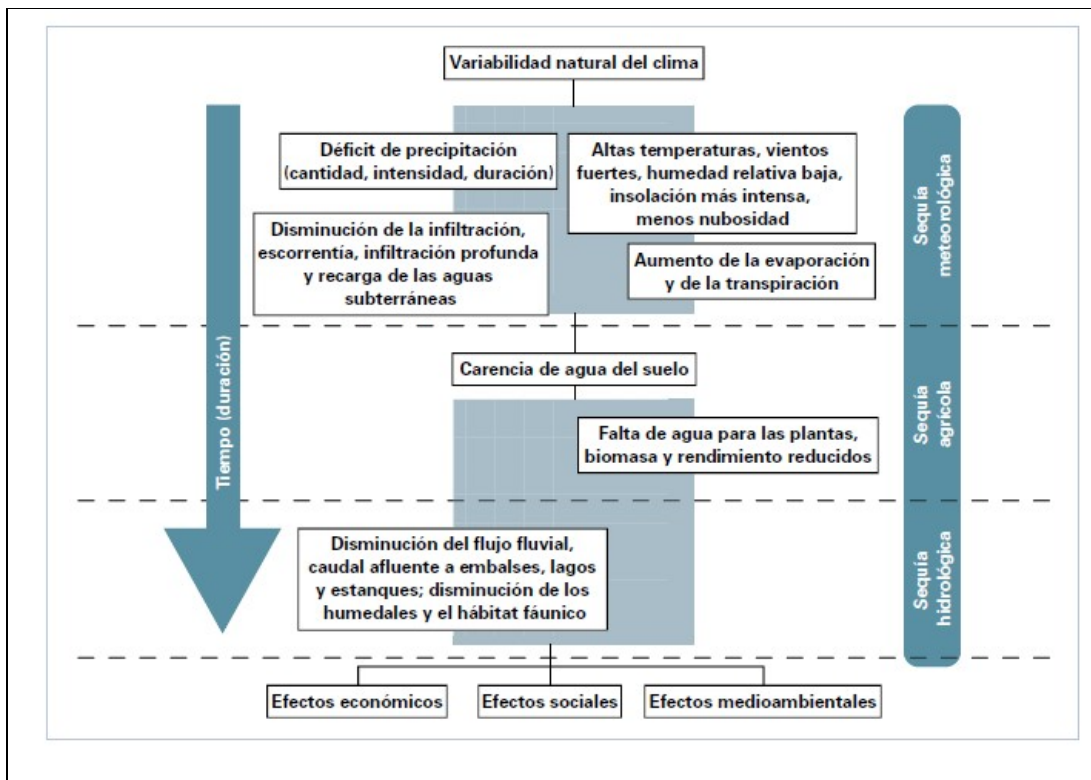 Variabilidad natural del clima
Déficit de precipitación
(cantidad, intensidad, duración)
Altas temperaturas, vientos
fuertes, humedad relativa baja,
insolación más intensa,
menos nubosidad
Disminución de la infiltración,
escorrentía, infiltración profunda
y recarga de las aguas
subterráneas
Aumento de la evaporación
y de la transpiración
Sequía
meteorológica
Tiempo (duración)
Carencia de agua del suelo
Falta de agua para las plantas,
biomasa y rendimiento reducidos
Sequía
agrícola
Disminución del flujo fluvial,
caudal afluente a embalses, lagos
y estanques; disminución de los
humedales y el hábitat fáunico
Sequía
hidrológica
Efectos económicos
Efectos sociales
Efectos medioambientales